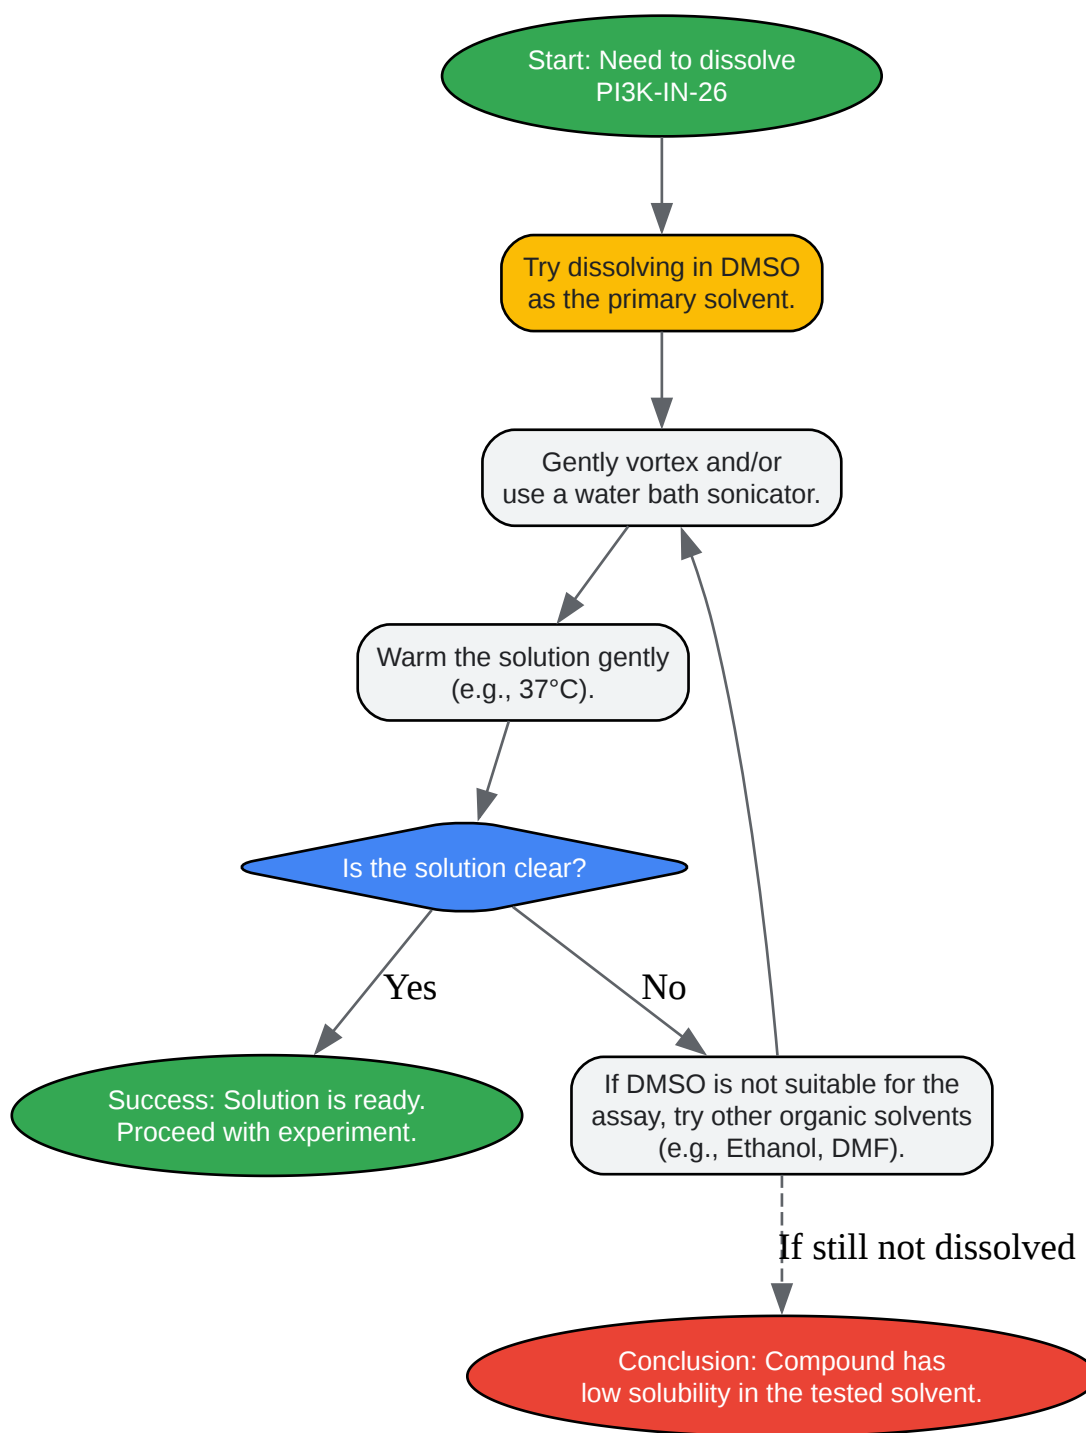 Start: Need to dissolve
PI3K-IN-26
Try dissolving in DMSO
as the primary solvent.
Gently vortex and/or
use a water bath sonicator.
Warm the solution gently
(e.g., 37°C).
Is the solution clear?
Yes
No
Success: Solution is ready.
Proceed with experiment.
If DMSO is not suitable for the
assay, try other organic solvents
(e.g., Ethanol, DMF).
If still not dissolved
Conclusion: Compound has
low solubility in the tested solvent.